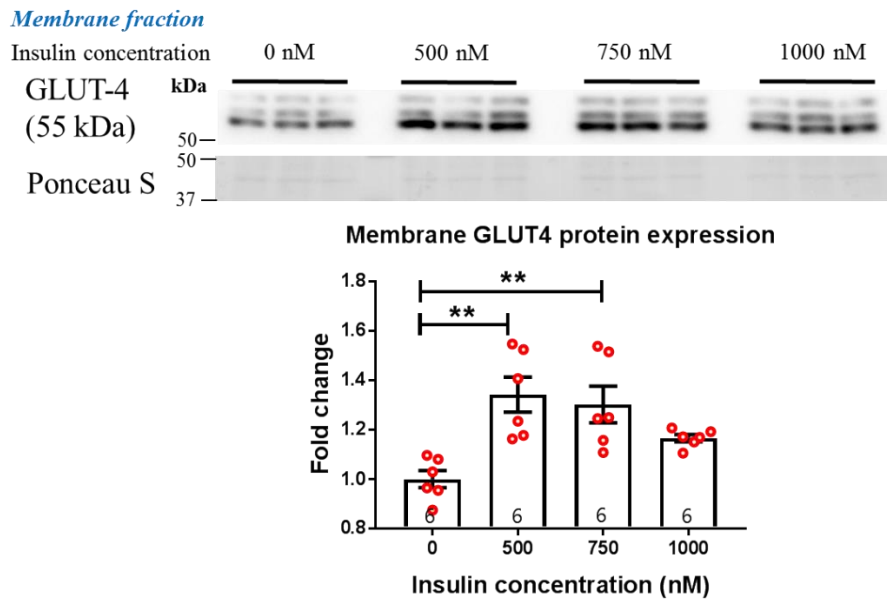 Membrane fraction
Insulin concentration 0 nM 500 nM 750 nM 1000 nM
GLUT-4 kDa
(55 kDa)
50
50
Ponceau S
37
Membrane GLUT4 protein expression
1.8
**
1.6
**
1.4
Fold change
1.2
1.0
0.8
6 6 6 6
0 500 750 1000
Insulin concentration (nM)